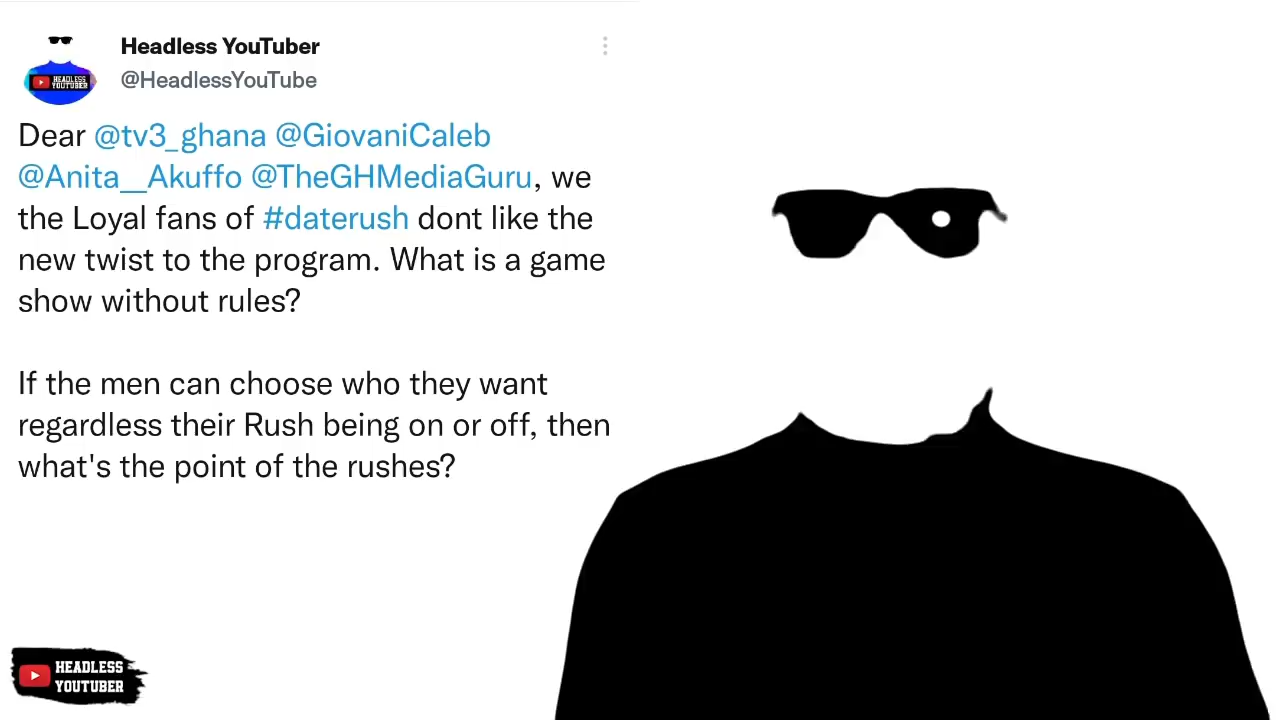 Headless YouTuber
@HeadlessYouTube
HEADLESS
YOUTUBER
Dear @tv3_ghana @GiovaniCaleb
@Anita__Akuffo @TheGHMediaGuru, we
the Loyal fans of #daterush dont like the
new twist to the program. What is a game
show without rules?
If the men can choose who they want
regardless their Rush being on or off, then
what's the point of the rushes?
HEADLESS
YOUTUBER